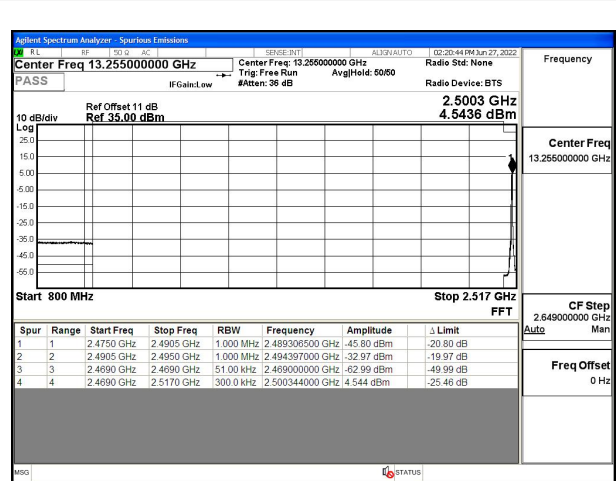 Agilent Spectrum Analyzer - Spurious Emissions
LXI RL RF 50 Ω AC SENSE:INT ALIGNAUTO 02:20:44 PM Jun 27, 2022
Center Freq 13.255000000 GHz
PASS
IFGain:Low
Center Freq: 13.255000000 GHz
Trig: Free Run Avg|Hold: 50/50
#Atten: 36 dB
Radio Std: None
Radio Device: BTS
Frequency
Ref Offset 11 dB
10 dB/div Ref 35.00 dBm
2.5003 GHz
4.5436 dBm
Log
25.0
15.0
5.00
-5.00
-15.0
-25.0
-35.0
-45.0
-55.0
Start 800 MHz
Stop 2.517 GHz
FFT
Center Freq
13.255000000 GHz
CF Step
2.649000000 GHz
Auto Man
Freq Offset
0 Hz
Spur Range Start Freq Stop Freq RBW Frequency Amplitude Δ Limit
1 1 2.4750 GHz 2.4905 GHz 1.000 MHz 2.489306500 GHz -45.80 dBm -20.80 dB
2 2 2.4905 GHz 2.4950 GHz 1.000 MHz 2.494397000 GHz -32.97 dBm -19.97 dB
3 3 2.4690 GHz 2.4690 GHz 51.00 kHz 2.469000000 GHz -62.99 dBm -49.99 dB
4 4 2.4690 GHz 2.5170 GHz 300.0 kHz 2.500344000 GHz 4.544 dBm -25.46 dB
MSG STATUS